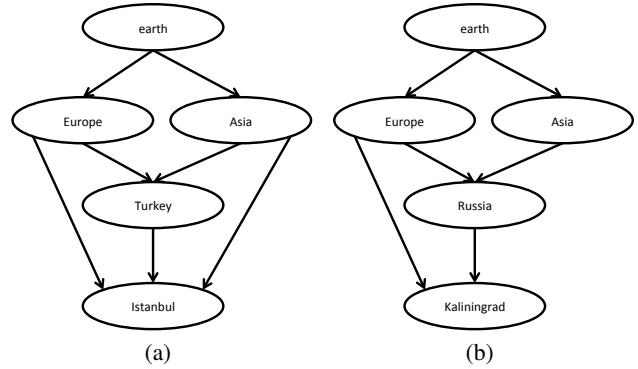 earth earth
Europe Asia Europe Asia
Turkey Russia
Istanbul Kaliningrad
(a) (b)